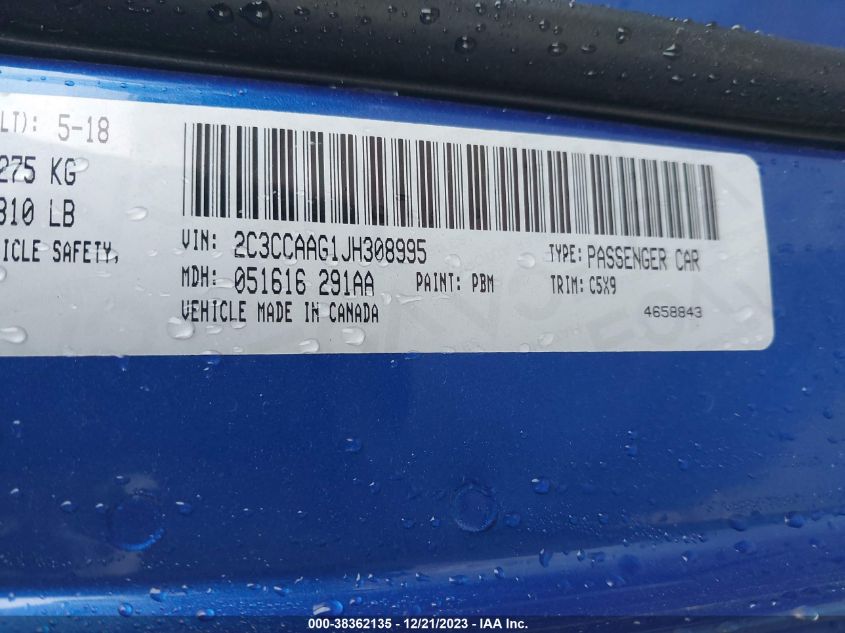 LT): 5-18
275 KG
310 LB
ICLE SAFETY,
VIN: 2C3CCAAG1JH308995
TYPE: PASSENGER CAR
MDH: 051616 291AA
PAINT: PBM
TRIM: C5X9
VEHICLE MADE IN CANADA
4658843
000-38362135 - 12/21/2023 - IAA Inc.